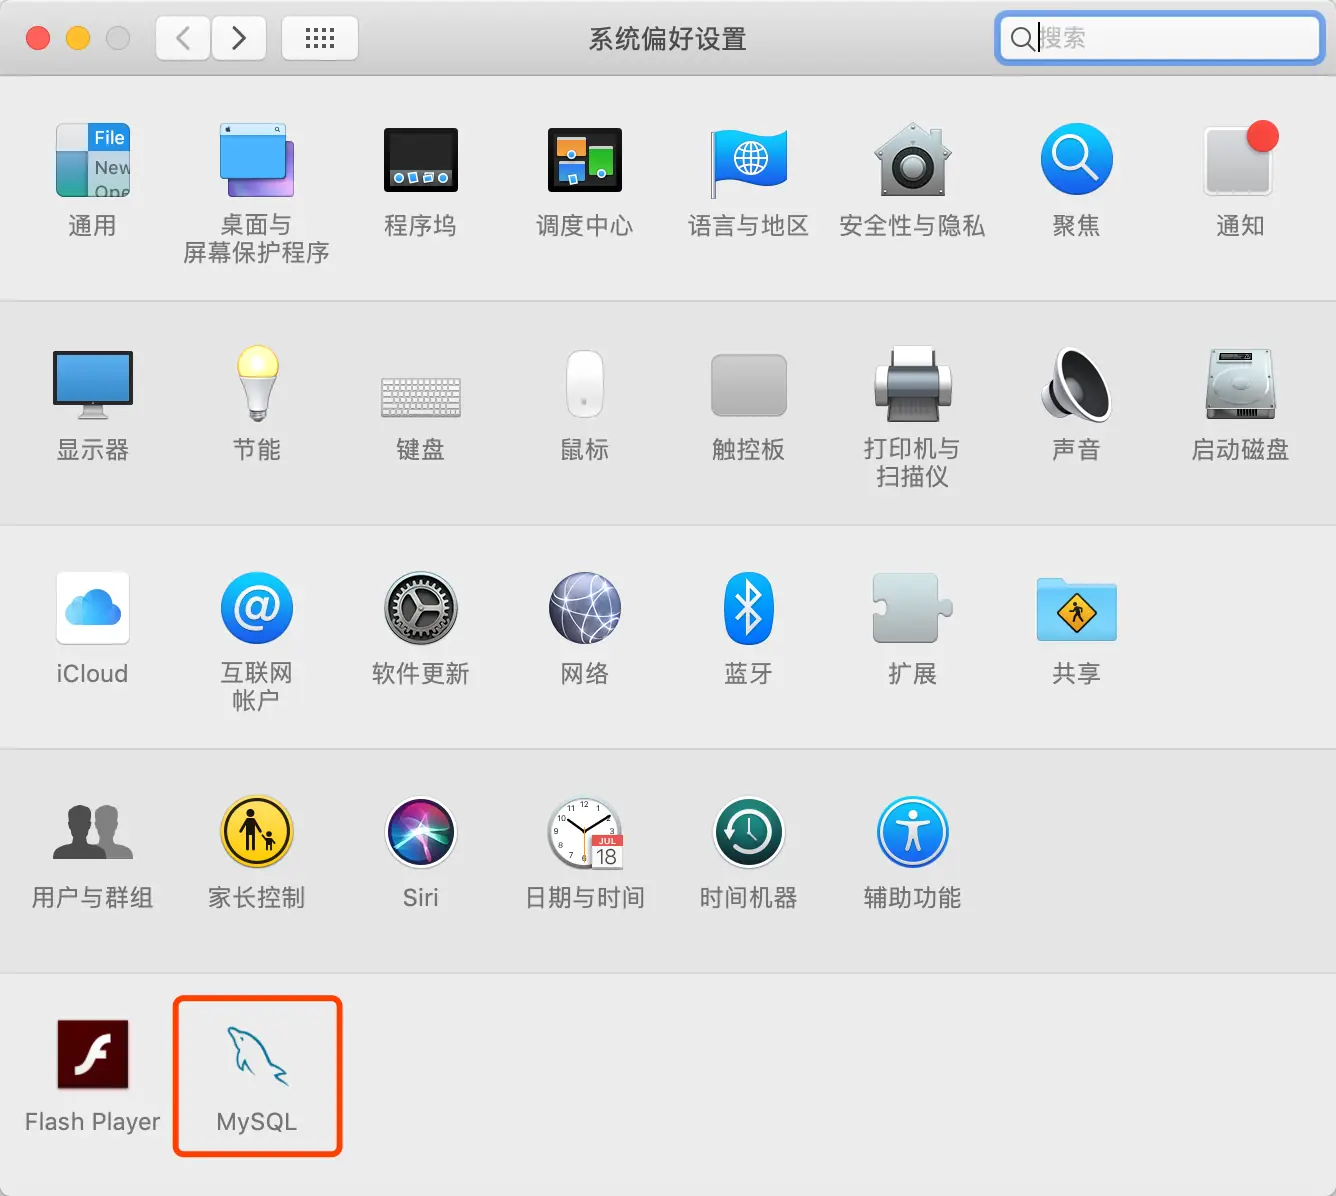 系统偏好设置
搜索
File
New
Ope
通用
桌面与
屏幕保护程序
程序坞
调度中心
语言与地区
安全性与隐私
聚焦
通知
显示器
节能
键盘
鼠标
触控板
打印机与
扫描仪
声音
启动磁盘
iCloud
互联网
帐户
软件更新
网络
蓝牙
扩展
共享
用户与群组
家长控制
Siri
JUL
18
日期与时间
时间机器
辅助功能
Flash Player
MySQL